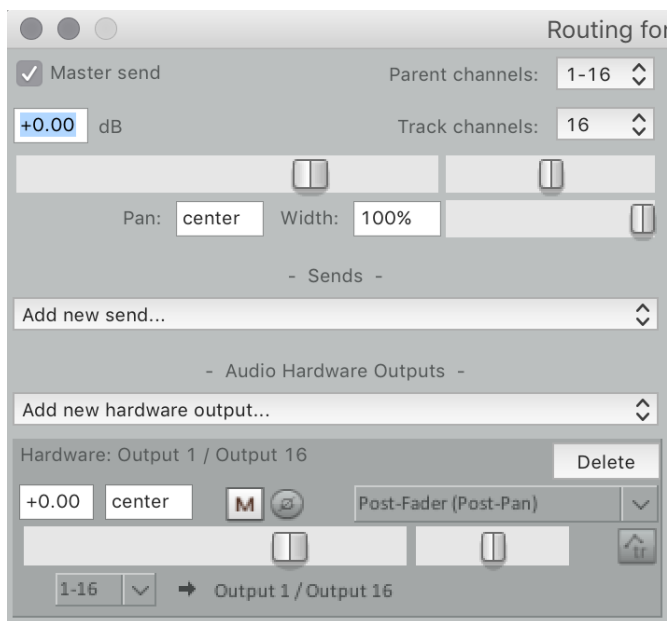 Routing for
Master send
Parent channels: 1-16
+0.00 dB
Track channels: 16
Pan: center Width: 100%
- Sends -
Add new send...
- Audio Hardware Outputs -
Add new hardware output...
Hardware: Output 1 / Output 16
Delete
+0.00 center M ø Post-Fader (Post-Pan)
tr
1-16 ➡ Output 1 / Output 16